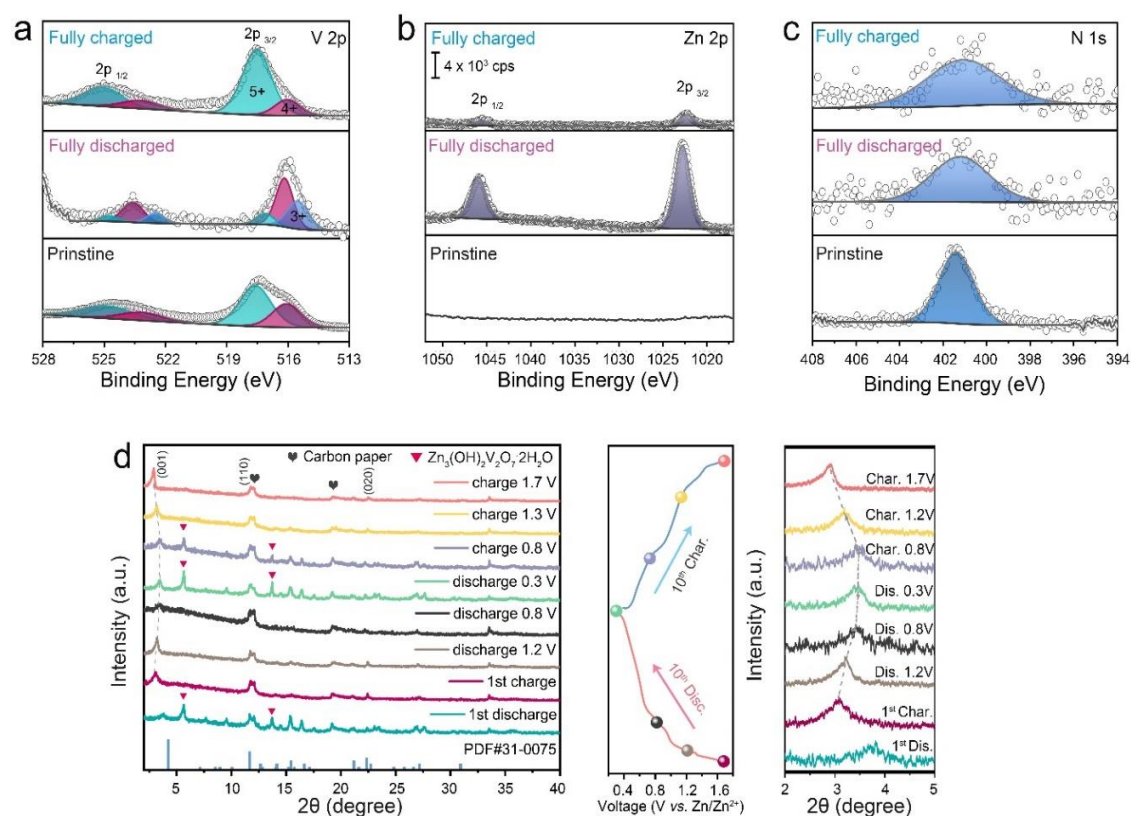 a
Fully charged
2p 3/2
V 2p
2p 1/2
5+
4+
Fully discharged
3+
Prinstine
528 525 522 519 516 513
Binding Energy (eV)
b
Zn 2p
Fully charged
4 x 10³ cps
2p 1/2
2p 3/2
Fully discharged
Prinstine
1050 1045 1040 1035 1030 1025 1020
Binding Energy (eV)
c
N 1s
Fully charged
Fully discharged
Prinstine
408 406 404 402 400 398 396 394
Binding Energy (eV)
d
Carbon paper
Zn₃(OH)₂V₂O₇·2H₂O
(001)
(110)
(020)
charge 1.7 V
charge 1.3 V
charge 0.8 V
discharge 0.3 V
discharge 0.8 V
discharge 1.2 V
1st charge
1st discharge
PDF#31-0075
Intensity (a.u.)
5 10 15 20 25 30 35 40
2θ (degree)
10th Char.
10th Disc.
0.4 0.8 1.2 1.6
Voltage (V vs. Zn/Zn²⁺)
Char. 1.7V
Char. 1.2V
Char. 0.8V
Dis. 0.3V
Dis. 0.8V
Dis. 1.2V
1st Char.
1st Dis.
Intensity (a.u.)
2 3 4 5
2θ (degree)